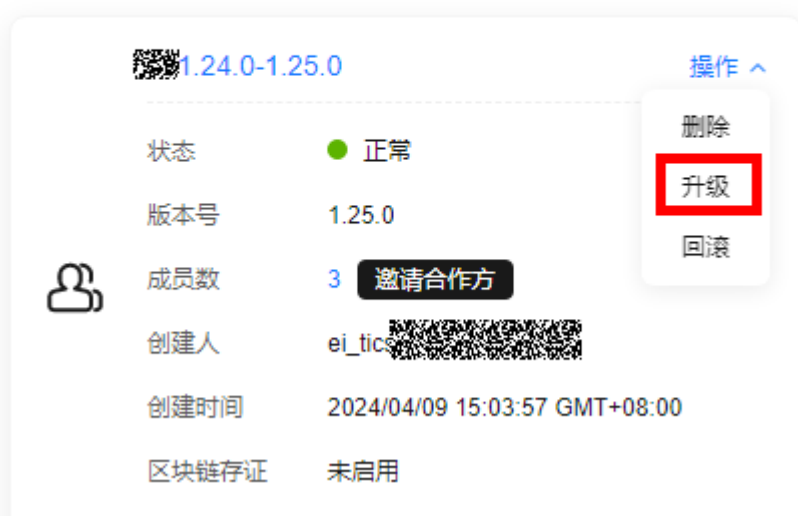 1.24.0-1.25.0
操作
删除
状态
正常
升级
版本号
1.25.0
回滚
成员数
3
邀请合作方
创建人
ei_tics
创建时间
2024/04/09 15:03:57 GMT+08:00
区块链存证
未启用